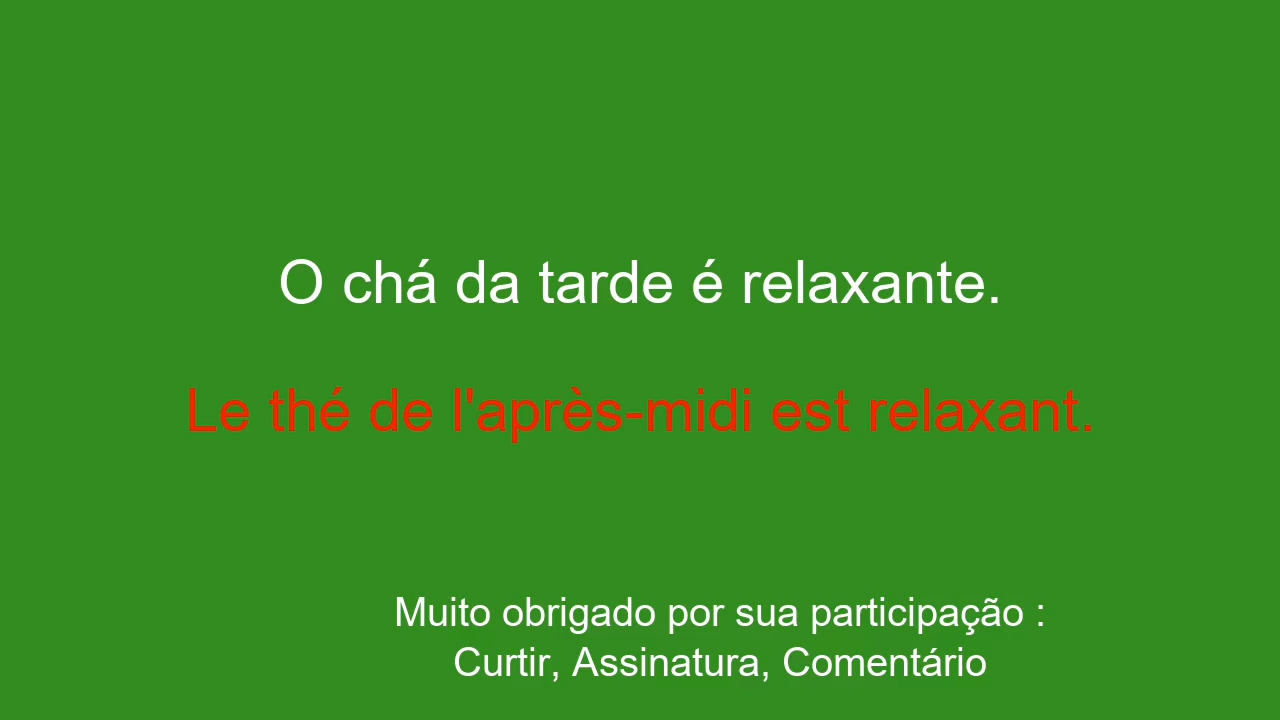 O chá da tarde é relaxante.
Le thé de l'après-midi est relaxant.
Muito obrigado por sua participação :
Curtir, Assinatura, Comentário